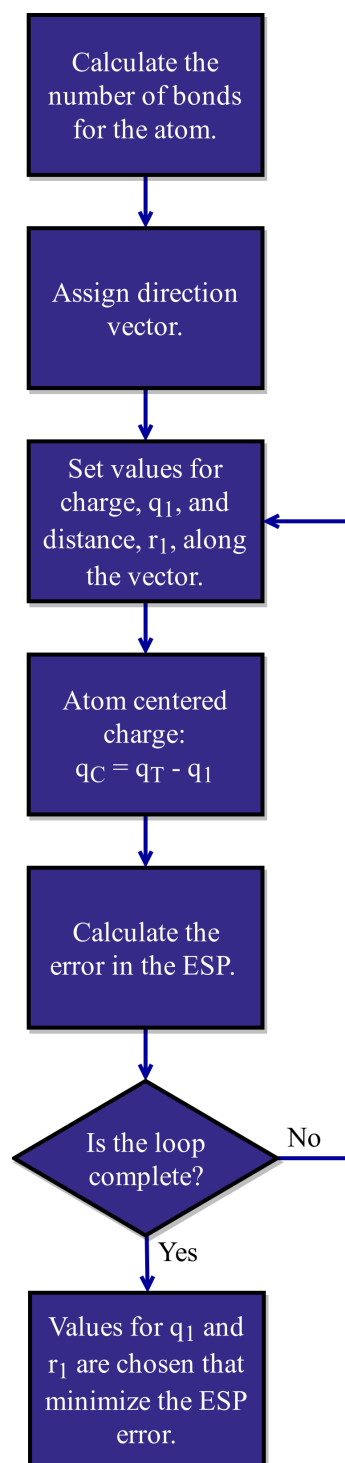 Calculate the
number of bonds
for the atom.
Assign direction
vector.
Set values for
charge, q₁, and
distance, r₁, along
the vector.
Atom centered
charge:
q_C = q_T - q₁
Calculate the
error in the ESP.
Is the loop
complete?
No
Yes
Values for q₁ and
r₁ are chosen that
minimize the ESP
error.